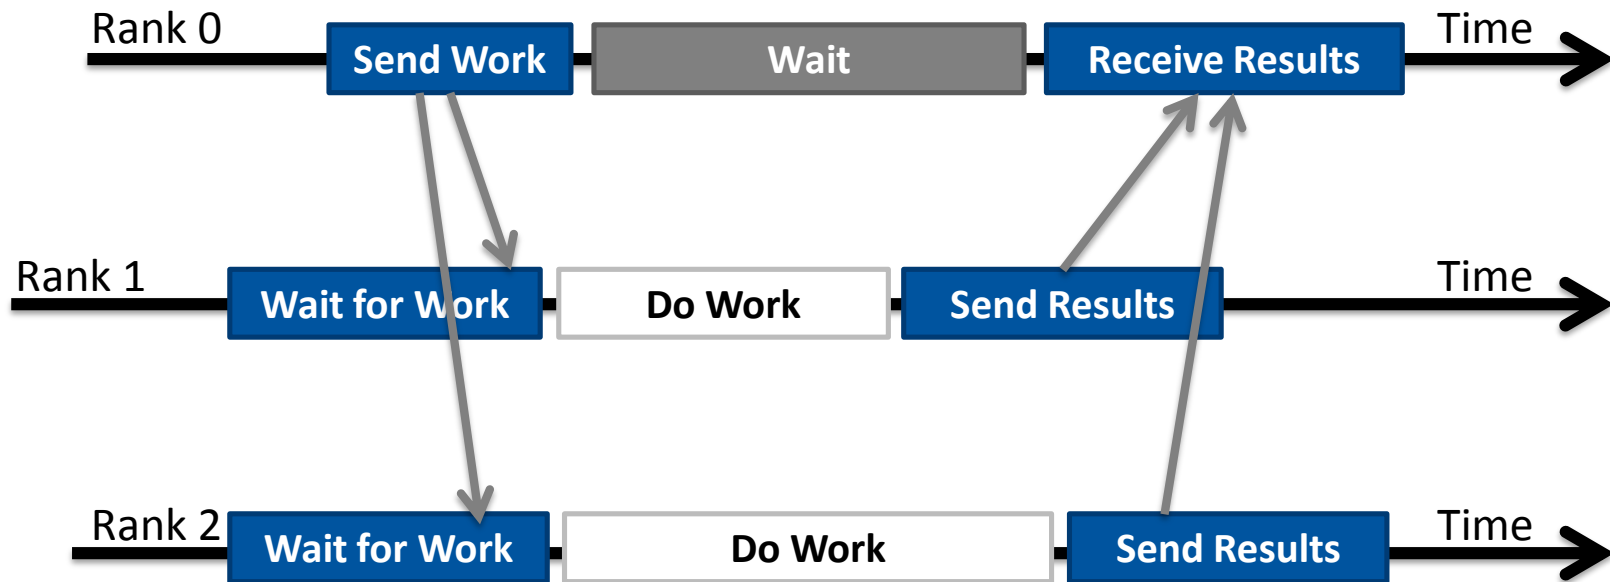 Rank 0
Send Work
Wait
Receive Results
Time
Rank 1
Wait for Work
Do Work
Send Results
Time
Rank 2
Wait for Work
Do Work
Send Results
Time